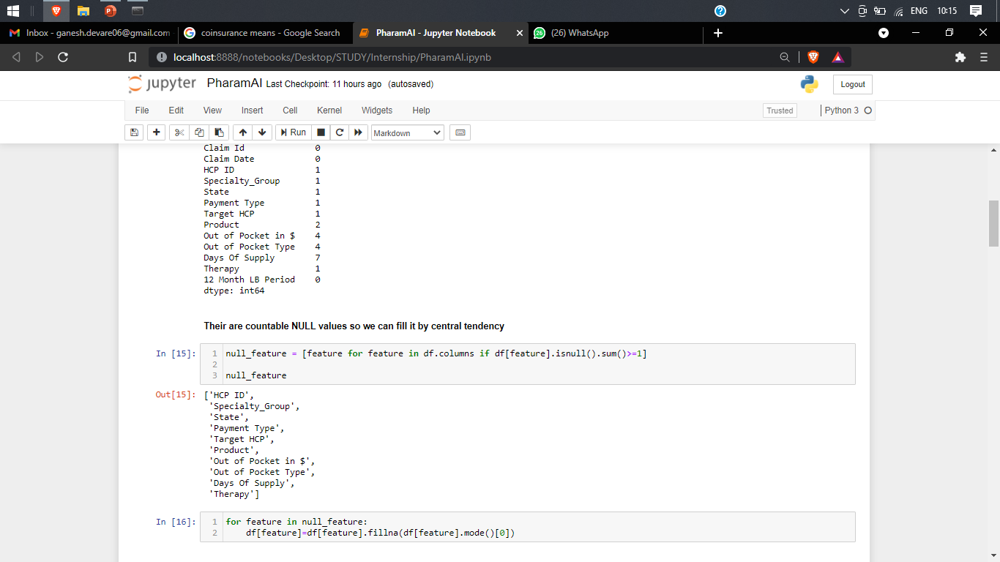 ENG 10:15
Inbox - ganesh.devare06@gmail.com
coinsurance means - Google Search
PharamAI - Jupyter Notebook
26
(26) WhatsApp
localhost:8888/notebooks/Desktop/STUDY/Internship/PharamAI.ipynb
jupyter PharamAI Last Checkpoint: 11 hours ago (autosaved)
Logout
File Edit View Insert Cell Kernel Widgets Help
Trusted
Python 3
Run
Markdown
Claim Id 0
Claim Date 0
HCP ID 1
Specialty_Group 1
State 1
Payment Type 1
Target HCP 1
Product 2
Out of Pocket in $ 4
Out of Pocket Type 4
Days Of Supply 7
Therapy 1
12 Month LB Period 0
dtype: int64
Their are countable NULL values so we can fill it by central tendency
In [15]:
1 null_feature = [feature for feature in df.columns if df[feature].isnull().sum()>=1]
2
3 null_feature
Out[15]: ['HCP ID',
'Specialty_Group',
'State',
'Payment Type',
'Target HCP',
'Product',
'Out of Pocket in $',
'Out of Pocket Type',
'Days Of Supply',
'Therapy']
In [16]:
1 for feature in null_feature:
2 df[feature]=df[feature].fillna(df[feature].mode()[0])